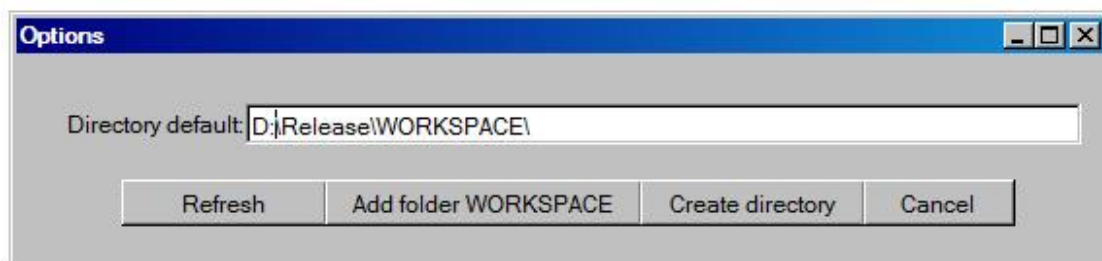 Options
Directory default: D:\Release\WORKSPACE\
Refresh Add folder WORKSPACE Create directory Cancel